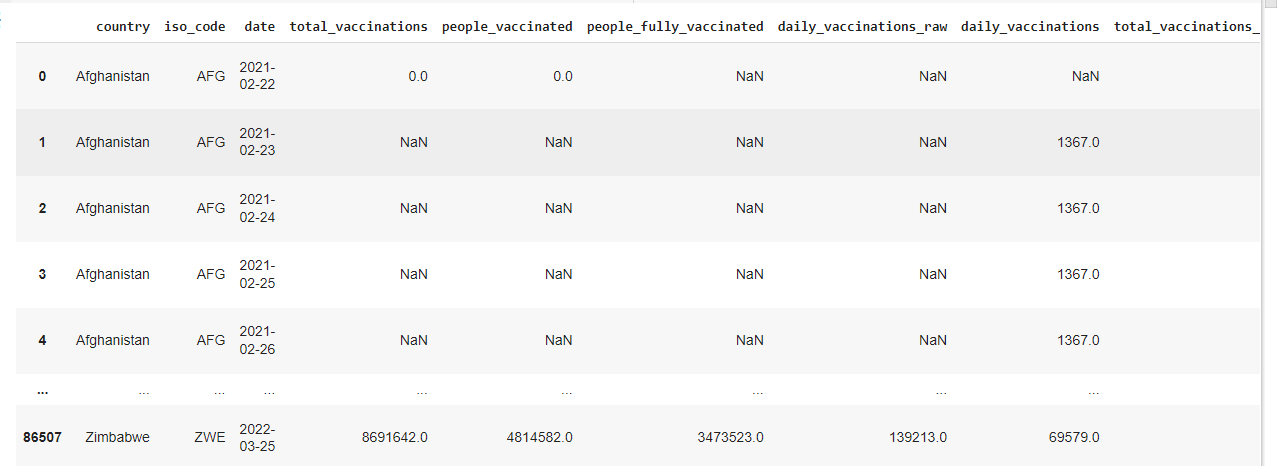 country iso_code date total_vaccinations people_vaccinated people_fully_vaccinated daily_vaccinations_raw daily_vaccinations total_vaccinations_
0 Afghanistan AFG 2021-02-22 0.0 0.0 NaN NaN NaN
1 Afghanistan AFG 2021-02-23 NaN NaN NaN NaN 1367.0
2 Afghanistan AFG 2021-02-24 NaN NaN NaN NaN 1367.0
3 Afghanistan AFG 2021-02-25 NaN NaN NaN NaN 1367.0
4 Afghanistan AFG 2021-02-26 NaN NaN NaN NaN 1367.0
... ... ... ... ... ... ... ... ...
86507 Zimbabwe ZWE 2022-03-25 8691642.0 4814582.0 3473523.0 139213.0 69579.0